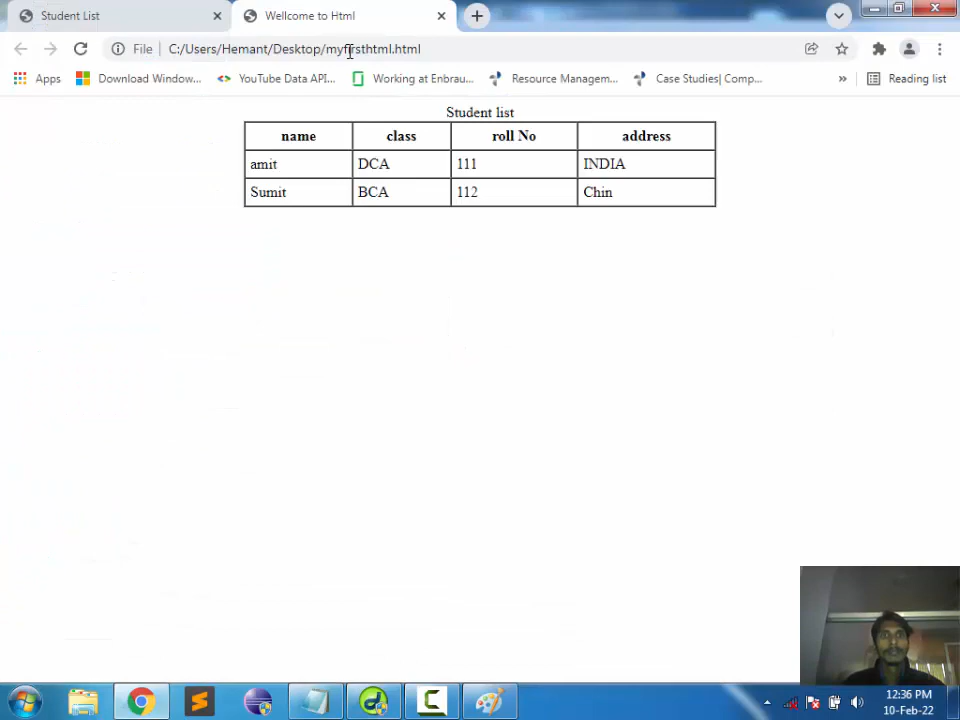 Student List
Wellcome to Html
File
C:/Users/Hemant/Desktop/myfirsthtml.html
Apps
Download Window...
YouTube Data API...
Working at Enbrau...
Resource Managem...
Case Studies| Comp...
»
Reading list
Student list
name class roll No address
amit DCA 111 INDIA
Sumit BCA 112 Chin
12:36 PM
10-Feb-22